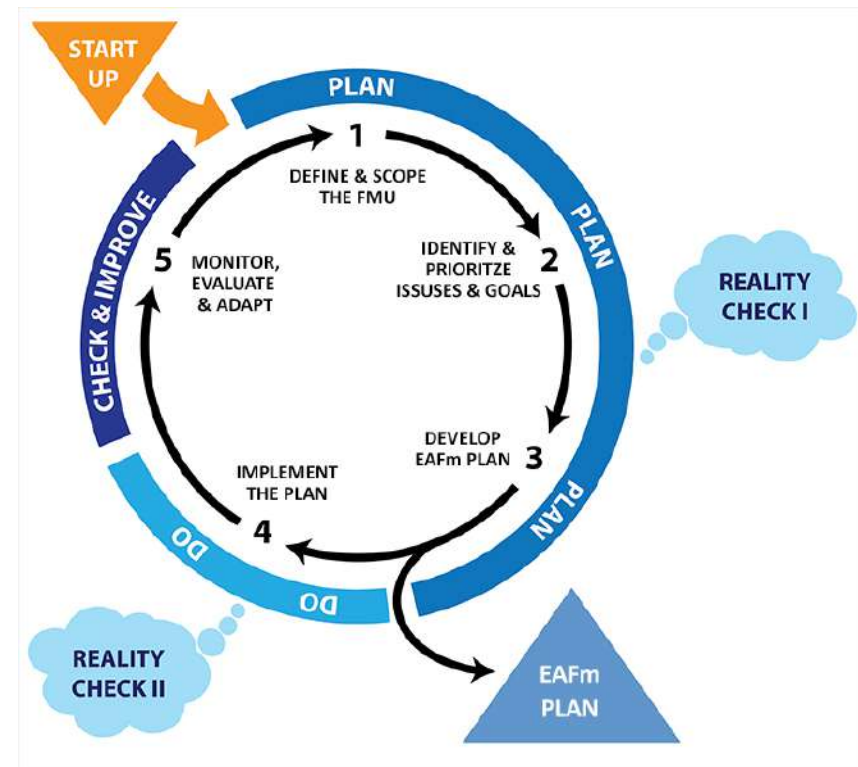 START
UP
PLAN
1
DEFINE & SCOPE
THE FMU
PLAN
2
IDENTIFY &
PRIORITZE
ISSUSES & GOALS
REALITY
CHECK I
3
DEVELOP
EAFm PLAN
PLAN
4
IMPLEMENT
THE PLAN
DO
DO
REALITY
CHECK II
EAFm
PLAN
5
MONITOR,
EVALUATE
& ADAPT
CHECK & IMPROVE